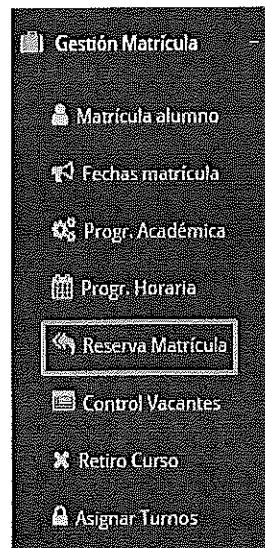 Gestión Matrícula
Matrícula alumno
Fechas matrícula
Progr. Académica
Progr. Horaria
Reserva Matrícula
Control Vacantes
Retiro Curso
Asignar Turnos